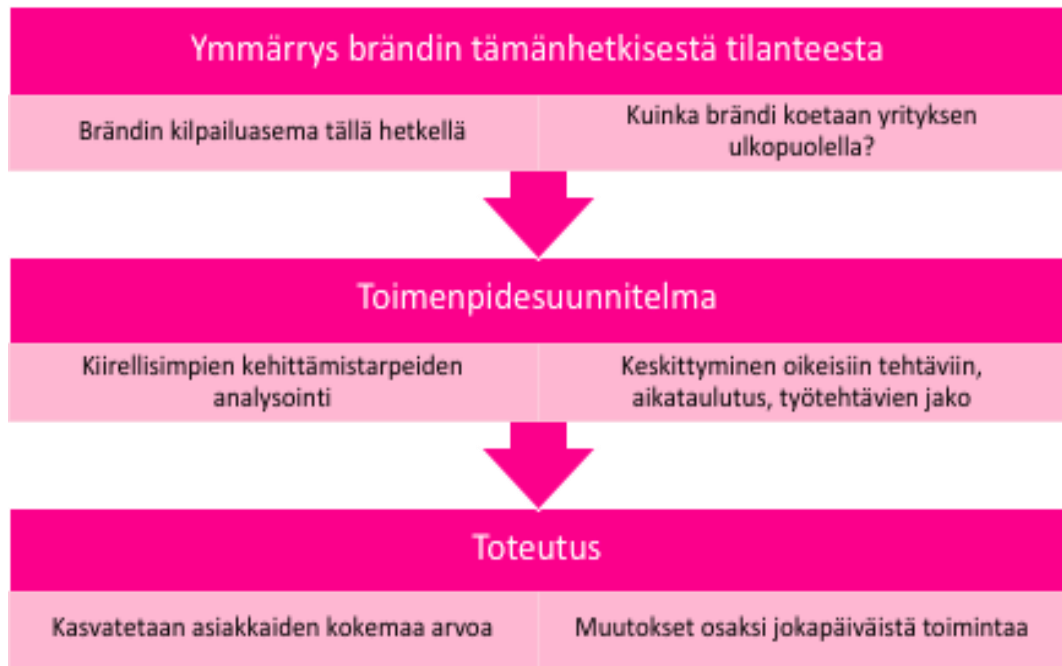 Ymmärrys brändin tämänhetkisestä tilanteesta
Brändin kilpailuasema tällä hetkellä
Kuinka brändi koetaan yrityksen
ulkopuolella?
Toimenpidesuunnitelma
Kiirellisimpien kehittämistarpeiden
analysointi
Keskittyminen oikeisiin tehtäviin,
aikataulutus, työtehtävien jako
Toteutus
Kasvatetaan asiakkaiden kokemaa arvoa
Muutokset osaksi jokapäiväistä toimintaa